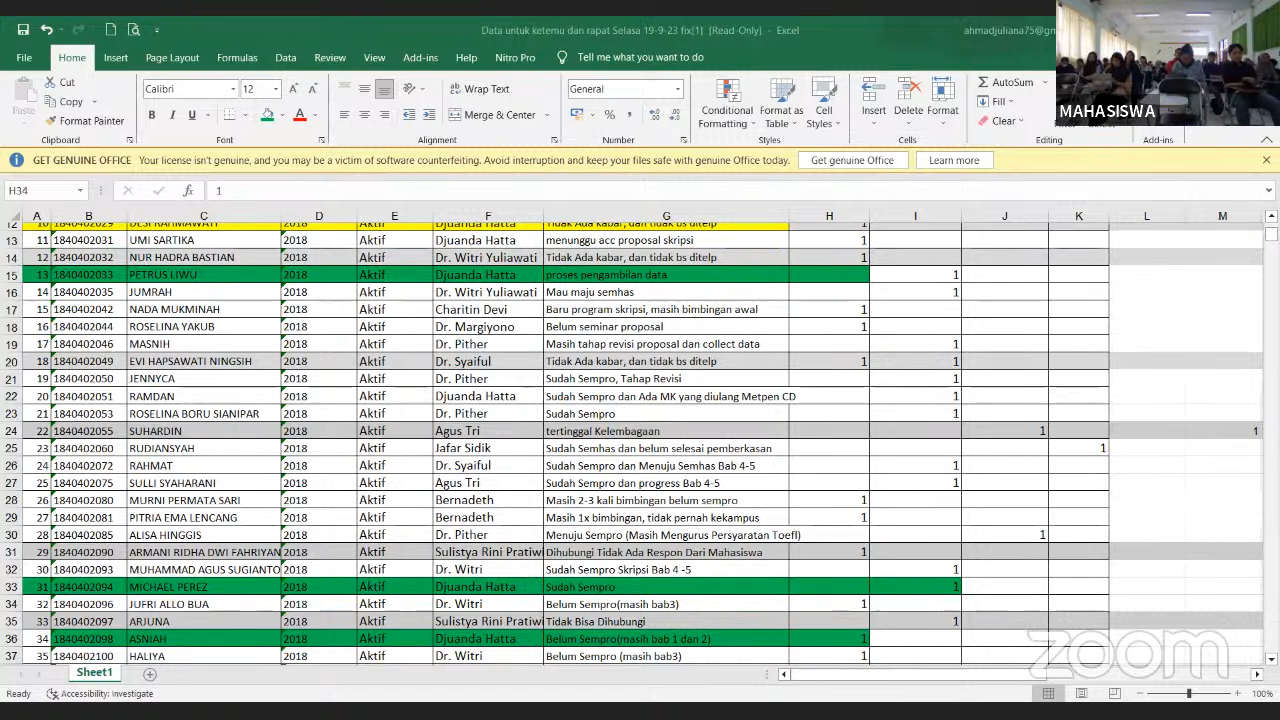 Data untuk ketemu dan rapat Selasa 19-9-23 fix[1] [Read-Only] - Excel
ahmadjuliana75@gm
File Home Insert Page Layout Formulas Data Review View Add-ins Help Nitro Pro Tell me what you want to do
Cut
Copy
Format Painter
Paste
Calibri 12
B I U
General
Wrap Text
Merge & Center
Conditional Formatting
Format as Table
Cell Styles
Insert Delete Format
AutoSum
Fill
Clear
Clipboard Font Alignment Number Styles Cells Editing Add-ins
MAHASISWA
GET GENUINE OFFICE Your license isn't genuine, and you may be a victim of software counterfeiting. Avoid interruption and keep your files safe with genuine Office today. Get genuine Office Learn more
H34 fx 1
A B C D E F G H I J K L M
12 10 1840402029 DESI RAHMAWATI 2018 Aktif Djuanda Hatta Tidak Ada kabar, dan tidak bs ditelp 1
13 11 1840402031 UMI SARTIKA 2018 Aktif Djuanda Hatta menunggu acc proposal skripsi 1
14 12 1840402032 NUR HADRA BASTIAN 2018 Aktif Dr. Witri Yuliawati Tidak Ada kabar, dan tidak bs ditelp 1
15 13 1840402033 PETRUS LIWU 2018 Aktif Djuanda Hatta proses pengambilan data 1
16 14 1840402035 JUMRAH 2018 Aktif Dr. Witri Yuliawati Mau maju semhas 1
17 15 1840402042 NADA MUKMINAH 2018 Aktif Charitin Devi Baru program skripsi, masih bimbingan awal 1
18 16 1840402044 ROSELINA YAKUB 2018 Aktif Dr. Margiyono Belum seminar proposal 1
19 17 1840402046 MASNIH 2018 Aktif Dr. Pither Masih tahap revisi proposal dan collect data 1
20 18 1840402049 EVI HAPSAWATI NINGSIH 2018 Aktif Dr. Syaiful Tidak Ada kabar, dan tidak bs ditelp 1 1
21 19 1840402050 JENNYCA 2018 Aktif Dr. Pither Sudah Sempro, Tahap Revisi 1
22 20 1840402051 RAMDAN 2018 Aktif Djuanda Hatta Sudah Sempro dan Ada MK yang diulang Metpen CD 1
23 21 1840402053 ROSELINA BORU SIANIPAR 2018 Aktif Dr. Pither Sudah Sempro 1
24 22 1840402055 SUHARDIN 2018 Aktif Agus Tri tertinggal Kelembagaan 1 1
25 23 1840402060 RUDIANSYAH 2018 Aktif Jafar Sidik Sudah Semhas dan belum selesai pemberkasan 1
26 24 1840402072 RAHMAT 2018 Aktif Dr. Syaiful Sudah Sempro dan Menuju Semhas Bab 4-5 1
27 25 1840402075 SULLI SYAHARANI 2018 Aktif Agus Tri Sudah Sempro dan progress Bab 4-5 1
28 26 1840402080 MURNI PERMATA SARI 2018 Aktif Bernadeth Masih 2-3 kali bimbingan belum sempro 1
29 27 1840402081 PITRIA EMA LENCANG 2018 Aktif Bernadeth Masih 1x bimbingan, tidak pernah kekampus 1
30 28 1840402085 ALISA HINGGIS 2018 Aktif Dr. Pither Menuju Sempro (Masih Mengurus Persyaratan Toefl) 1
31 29 1840402090 ARMANI RIDHA DWI FAHRIYAN 2018 Aktif Sulistya Rini Pratiwi Dihubungi Tidak Ada Respon Dari Mahasiswa 1
32 30 1840402093 MUHAMMAD AGUS SUGIANTO 2018 Aktif Dr. Witri Sudah Sempro Skripsi Bab 4 -5 1
33 31 1840402094 MICHAEL PEREZ 2018 Aktif Djuanda Hatta Sudah Sempro 1
34 32 1840402096 JUFRI ALLO BUA 2018 Aktif Dr. Witri Belum Sempro(masih bab3) 1
35 33 1840402097 ARJUNA 2018 Aktif Sulistya Rini Pratiwi Tidak Bisa Dihubungi 1
36 34 1840402098 ASNIAH 2018 Aktif Djuanda Hatta Belum Sempro(masih bab 1 dan 2) 1
37 35 1840402100 HALIYA 2018 Aktif Dr. Witri Belum Sempro (masih bab3) 1
zoom
Sheet1
Ready Accessibility: Investigate 100%